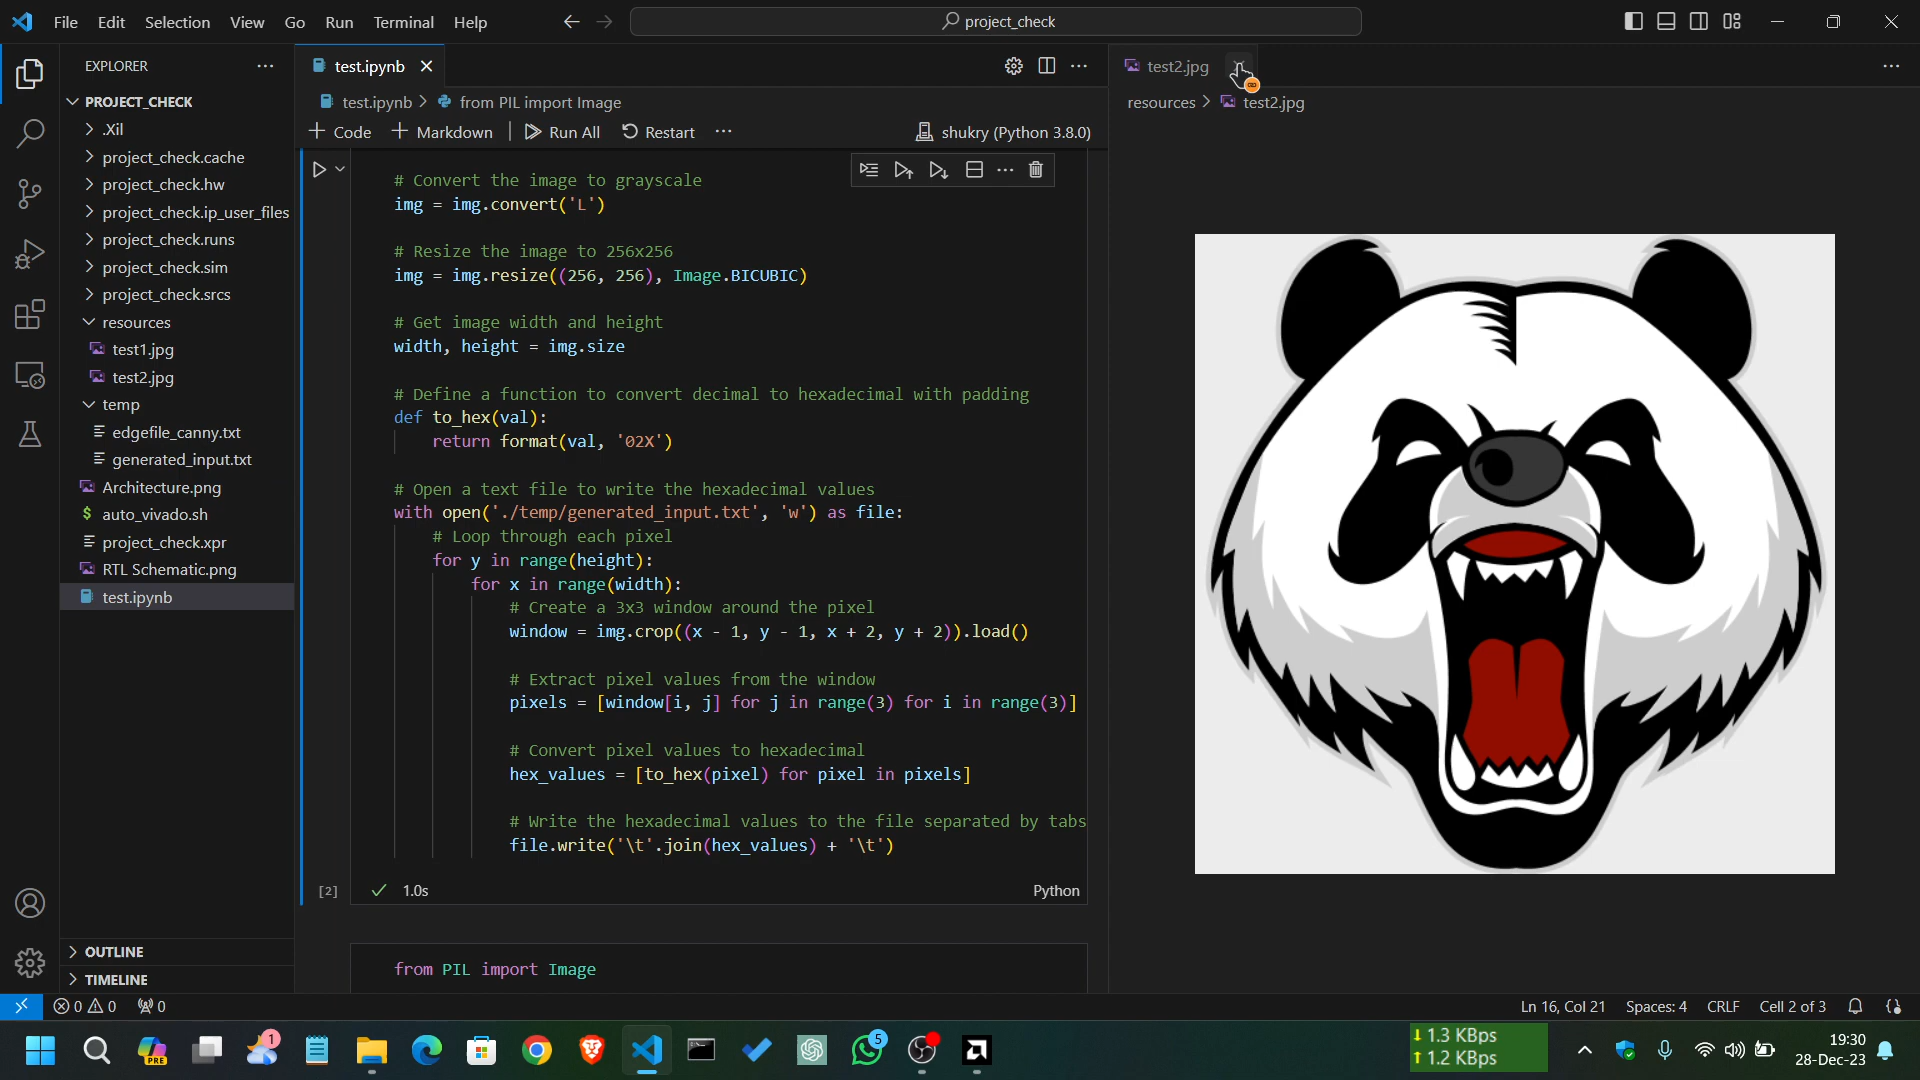 File Edit Selection View Go Run Terminal Help
project_check
EXPLORER
PROJECT_CHECK
.Xil
project_check.cache
project_check.hw
project_check.ip_user_files
project_check.runs
project_check.sim
project_check.srcs
resources
test1.jpg
test2.jpg
temp
edgefile_canny.txt
generated_input.txt
Architecture.png
auto_vivado.sh
project_check.xpr
RTL Schematic.png
test.ipynb
OUTLINE
TIMELINE
test.ipynb
test.ipynb > from PIL import Image
+ Code + Markdown Run All Restart ... shukry (Python 3.8.0)
# Convert the image to grayscale
img = img.convert('L')
# Resize the image to 256x256
img = img.resize((256, 256), Image.BICUBIC)
# Get image width and height
width, height = img.size
# Define a function to convert decimal to hexadecimal with padding
def to_hex(val):
return format(val, '02X')
# Open a text file to write the hexadecimal values
with open('./temp/generated_input.txt', 'w') as file:
# Loop through each pixel
for y in range(height):
for x in range(width):
# Create a 3x3 window around the pixel
window = img.crop((x - 1, y - 1, x + 2, y + 2)).load()
# Extract pixel values from the window
pixels = [window[i, j] for j in range(3) for i in range(3)]
# Convert pixel values to hexadecimal
hex_values = [to_hex(pixel) for pixel in pixels]
# Write the hexadecimal values to the file separated by tabs
file.write('\t'.join(hex_values) + '\t')
[2] 1.0s Python
from PIL import Image
test2.jpg
resources > test2.jpg
0 0 0
Ln 16, Col 21 Spaces: 4 CRLF Cell 2 of 3
PRE
1
5
1.3 KBps
1.2 KBps
19:30
28-Dec-23